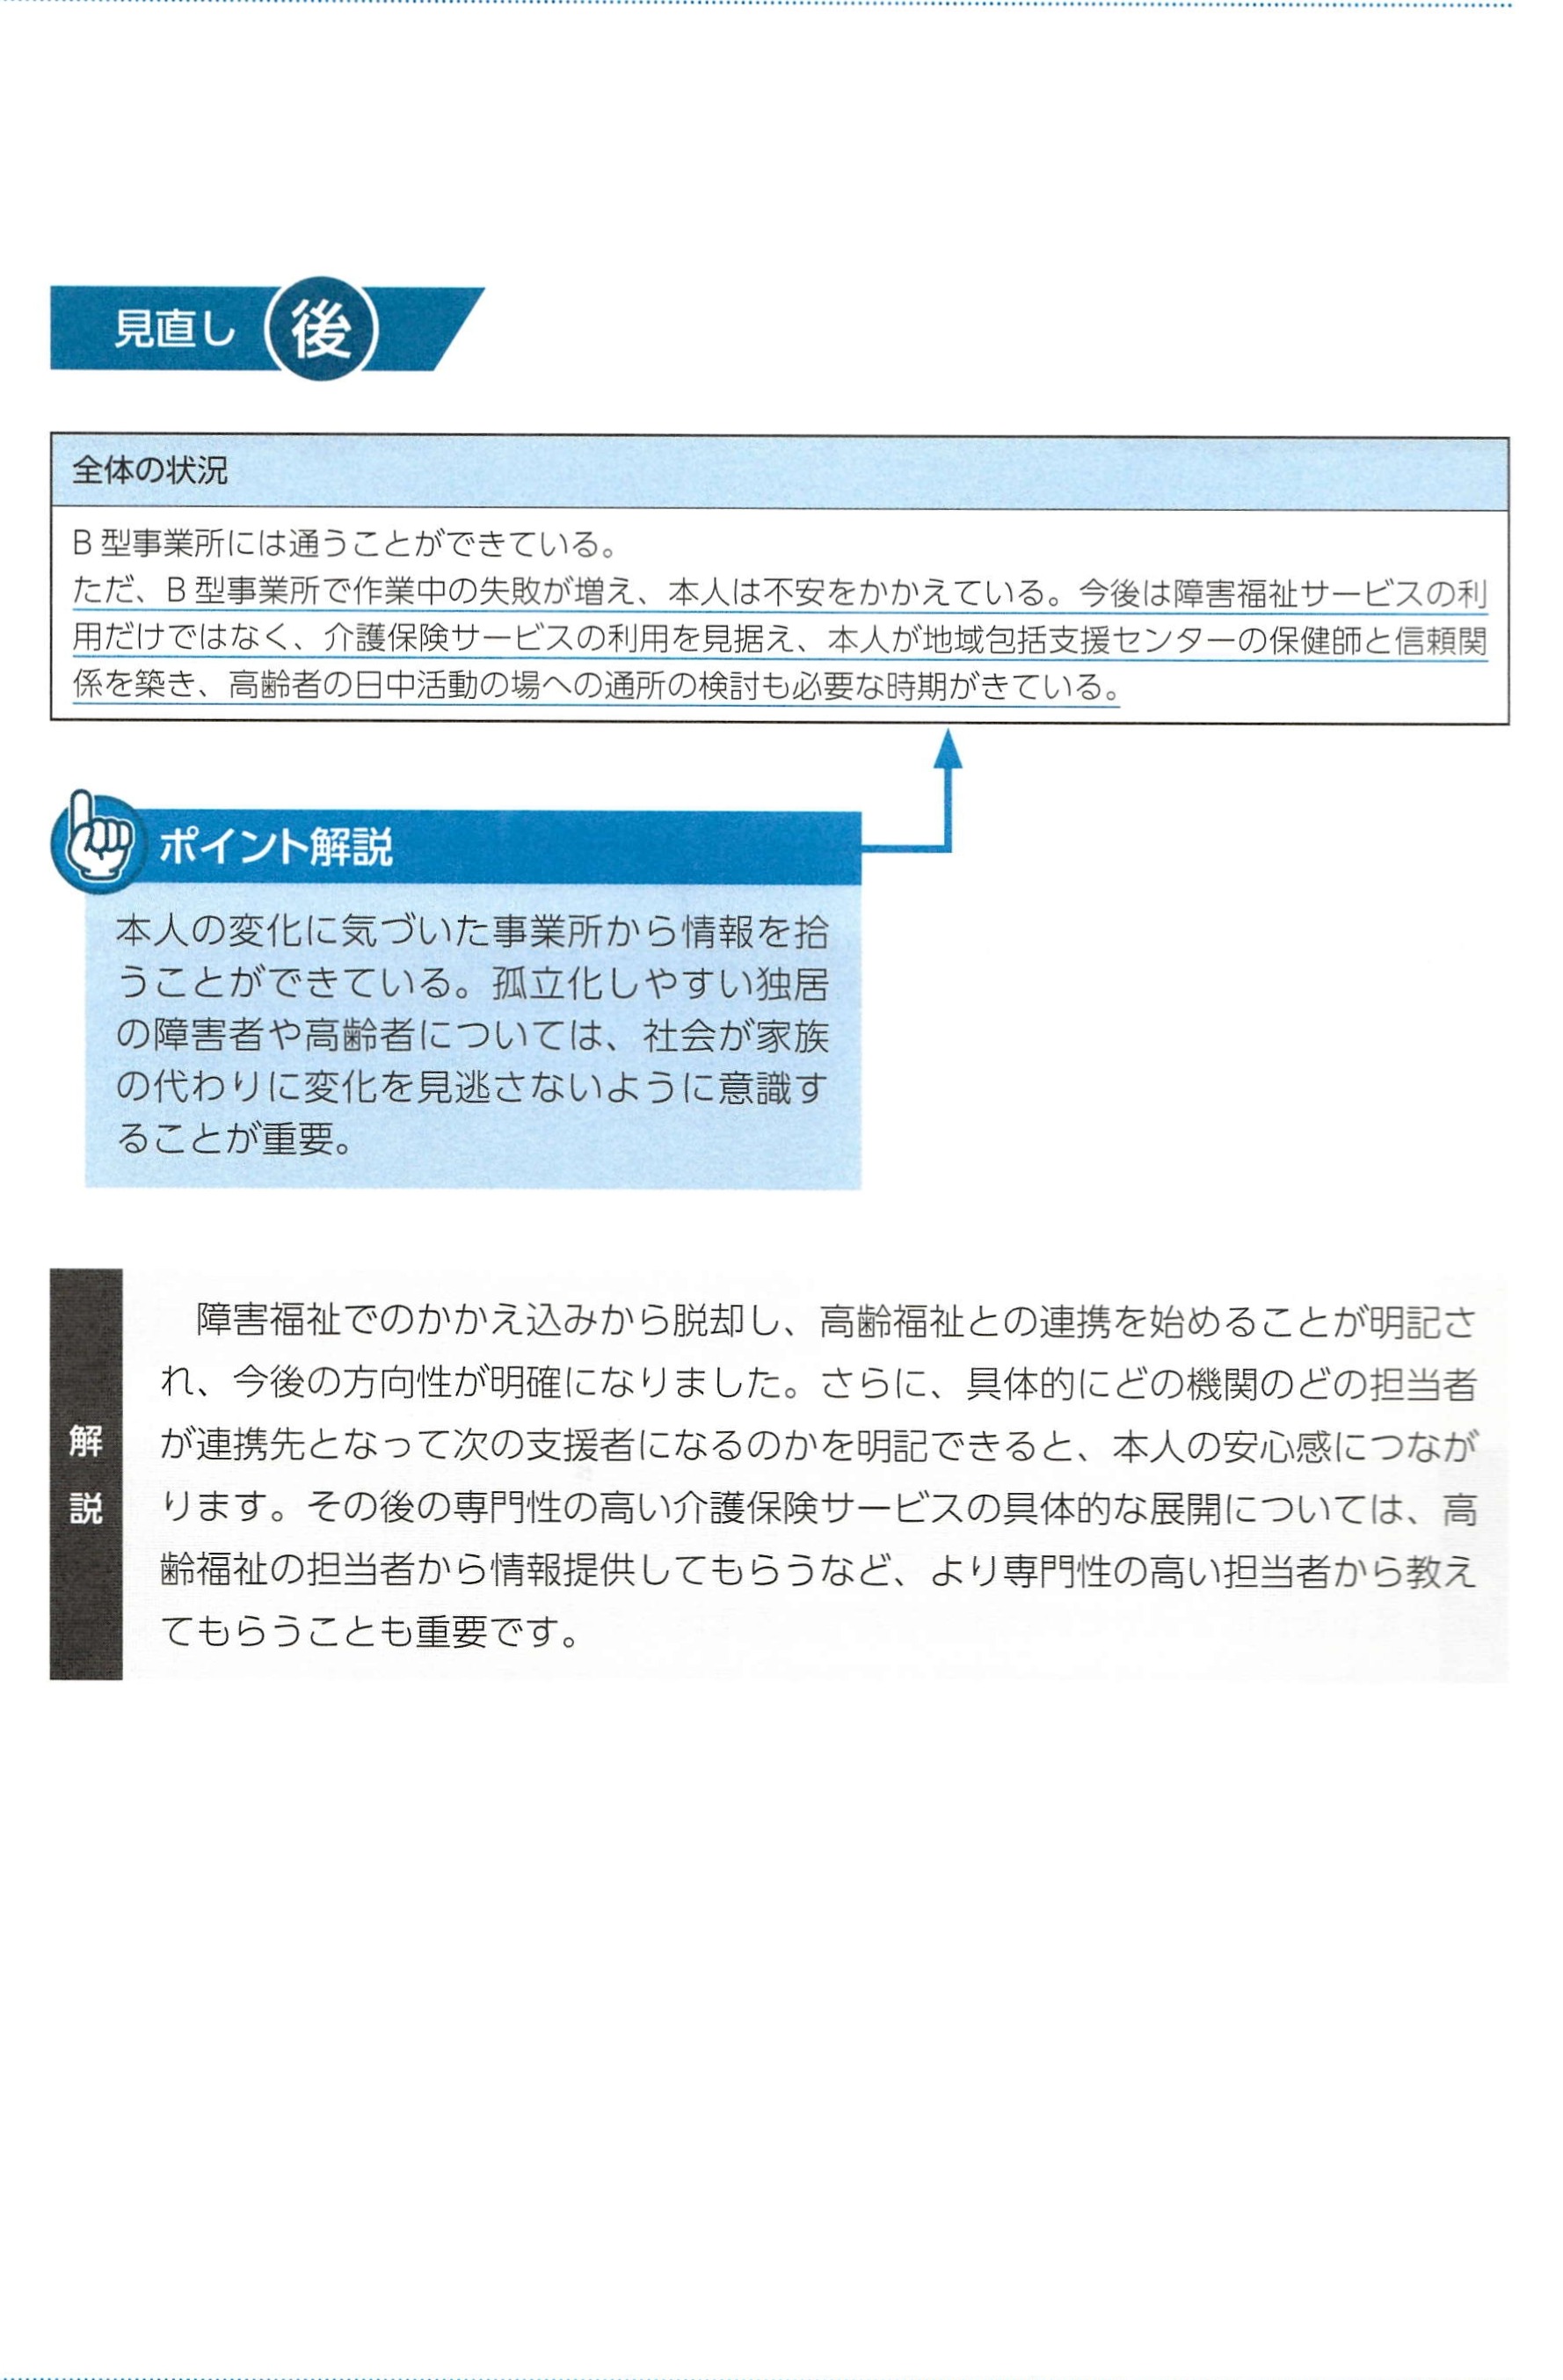 見直し 後
全体の状況
B型事業所には通うことができている。
ただ、B型事業所で作業中の失敗が増え、本人は不安をかかえている。今後は障害福祉サービスの利
用だけではなく、介護保険サービスの利用を見据え、本人が地域包括支援センターの保健師と信頼関
係を築き、高齢者の日中活動の場への通所の検討も必要な時期がきている。
ポイント解説
本人の変化に気づいた事業所から情報を拾
うことができている。孤立化しやすい独居
の障害者や高齢者については、社会が家族
の代わりに変化を見逃さないように意識す
ることが重要。
解説
障害福祉でのかかえ込みから脱却し、高齢福祉との連携を始めることが明記さ
れ、今後の方向性が明確になりました。さらに、具体的にどの機関のどの担当者
が連携先となって次の支援者になるのかを明記できると、本人の安心感につなが
ります。その後の専門性の高い介護保険サービスの具体的な展開については、高
齢福祉の担当者から情報提供してもらうなど、より専門性の高い担当者から教え
てもらうことも重要です。